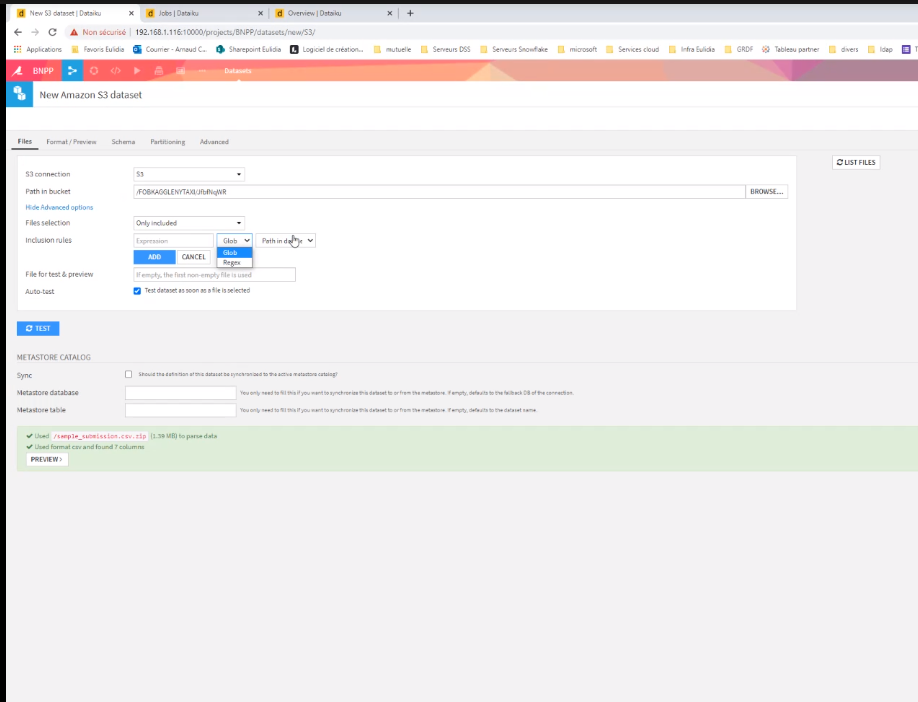 New S3 dataset | Dataiku
Jobs | Dataiku
Overview | Dataiku
Non sécurisé | 192.168.1.116:10000/projects/BNPP/datasets/new/S3/
Applications Favoris Eulidia Courrier - Arnaud C... Sharepoint Eulidia Logiciel de création... mutuelle Serveurs DSS Serveurs Snowflake microsoft Services cloud Infra Eulidia GRDF Tableau partner divers ldap
BNPP Datasets
New Amazon S3 dataset
Files Format / Preview Schema Partitioning Advanced
LIST FILES
S3 connection S3
Path in bucket BROWSE...
Hide Advanced options
Files selection Only included
Inclusion rules Expression Glob Path in
Glob
Regex
ADD CANCEL
File for test & preview If empty, the first non-empty file is used
Auto-test Test dataset as soon as a file is selected
TEST
METASTORE CATALOG
Sync Should the definition of this dataset be synchronized to the active metastore catalog?
Metastore database You only need to fill this if you want to synchronize this dataset to or from the metastore. If empty, defaults to the fallback DB of the connection.
Metastore table You only need to fill this if you want to synchronize this dataset to or from the metastore. If empty, defaults to the dataset name.
Used /sample_submission.csv.zip (1.59 MB) to parse data
Used format csv and found 7 columns
PREVIEW >